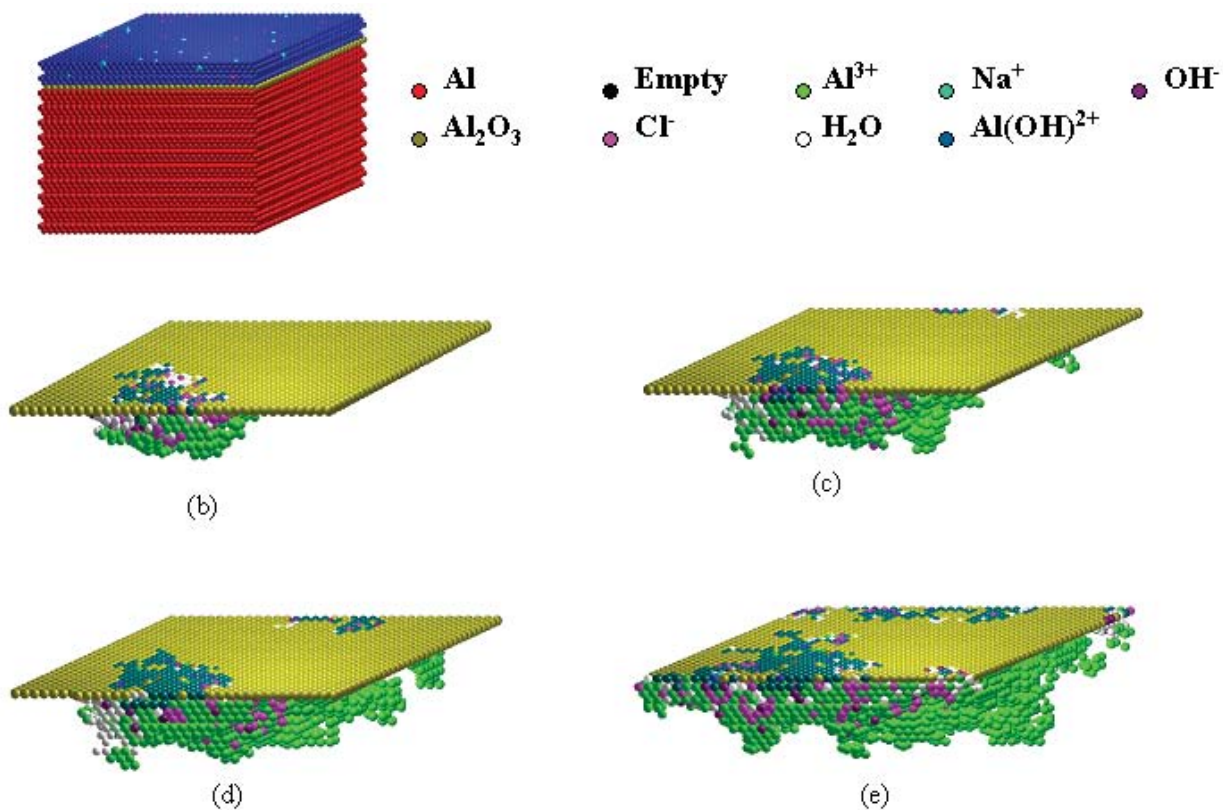 Al Empty Al³⁺ Na⁺ OH⁻
Al₂O₃ Cl⁻ H₂O Al(OH)²⁺
(b)
(c)
(d)
(e)